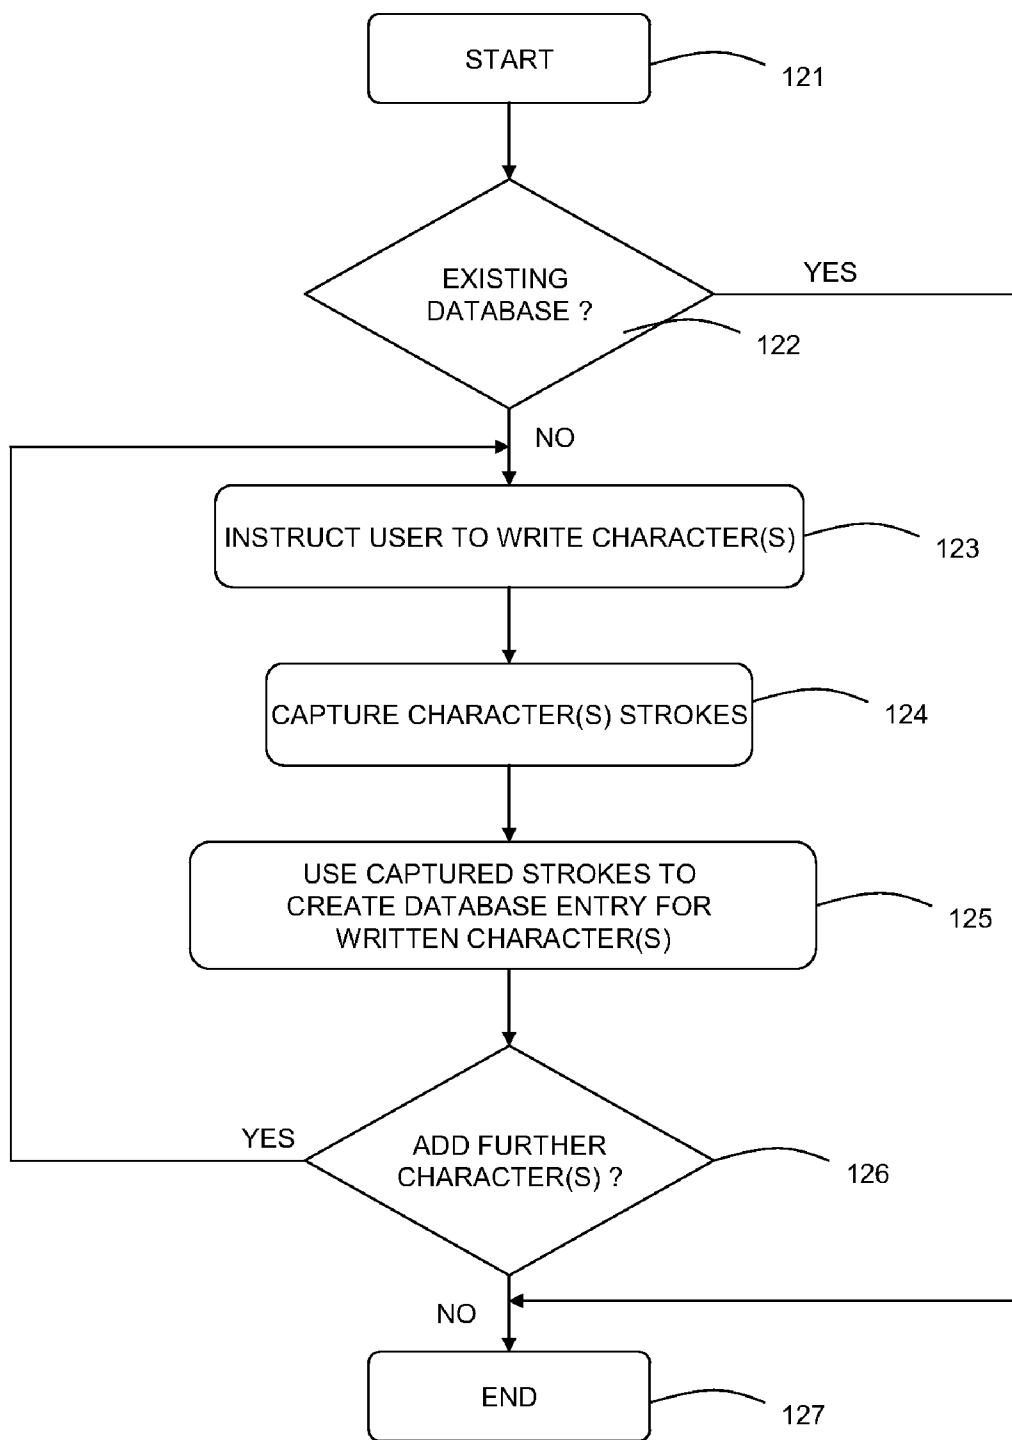 START
121
EXISTING
DATABASE ?
YES
122
NO
INSTRUCT USER TO WRITE CHARACTER(S)
123
CAPTURE CHARACTER(S) STROKES
124
USE CAPTURED STROKES TO
CREATE DATABASE ENTRY FOR
WRITTEN CHARACTER(S)
125
YES
ADD FURTHER
CHARACTER(S) ?
126
NO
END
127